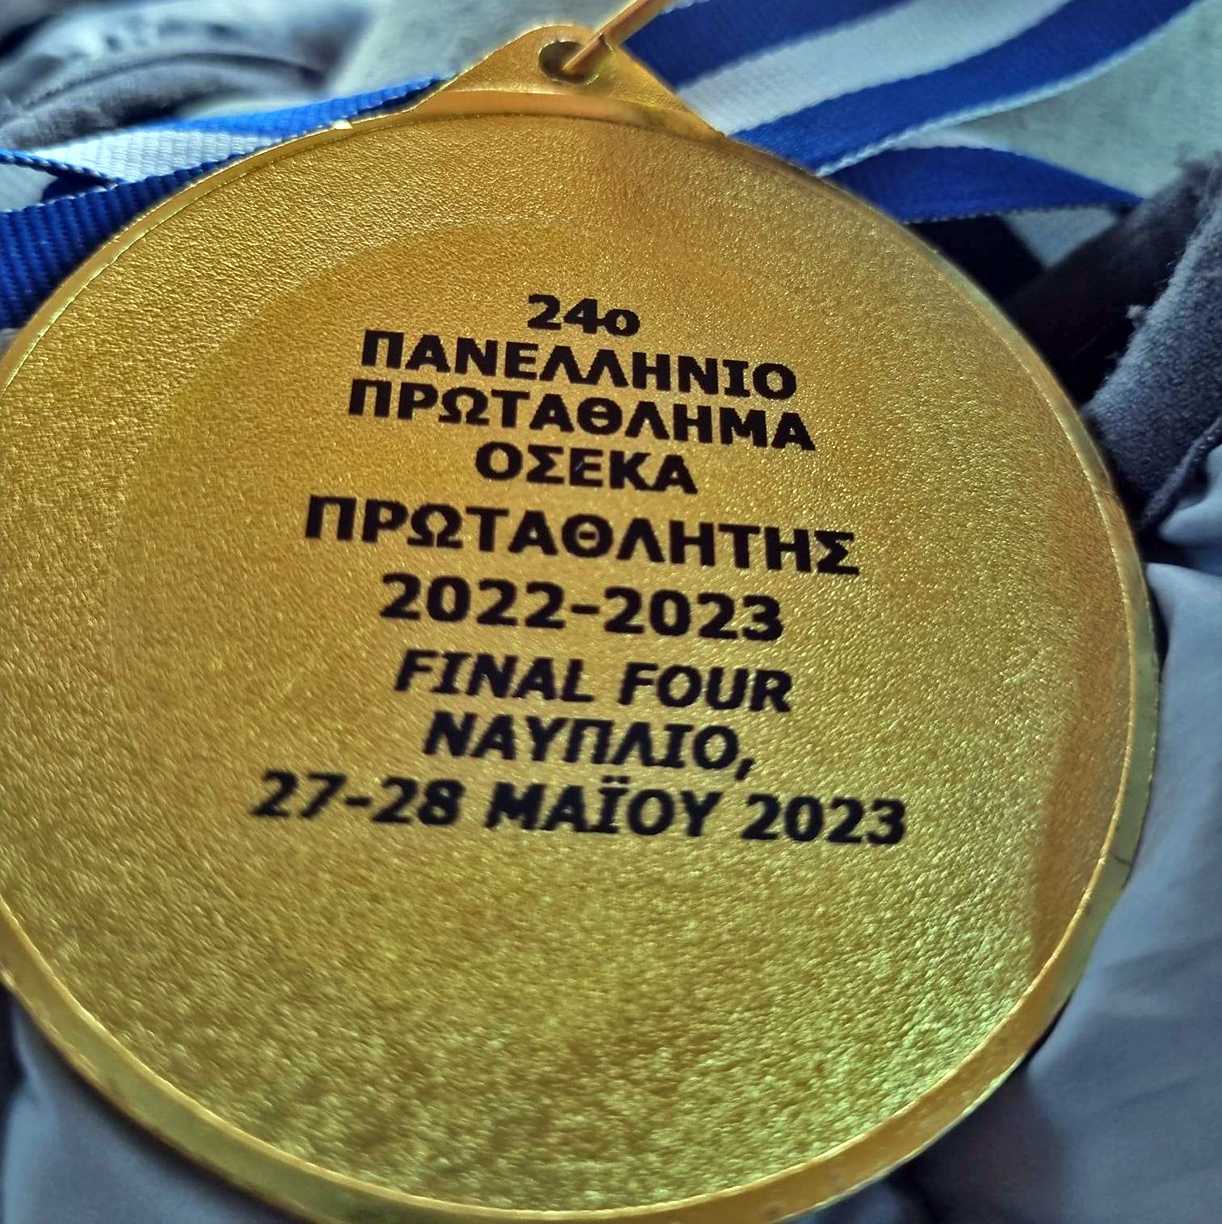 24ο
ΠΑΝΕΛΛΗΝΙΟ
ΠΡΩΤΑΘΛΗΜΑ
ΟΣΕΚΑ
ΠΡΩΤΑΘΛΗΤΗΣ
2022-2023
FINAL FOUR
ΝΑΥΠΛΙΟ,
27-28 ΜΑΪΟΥ 2023